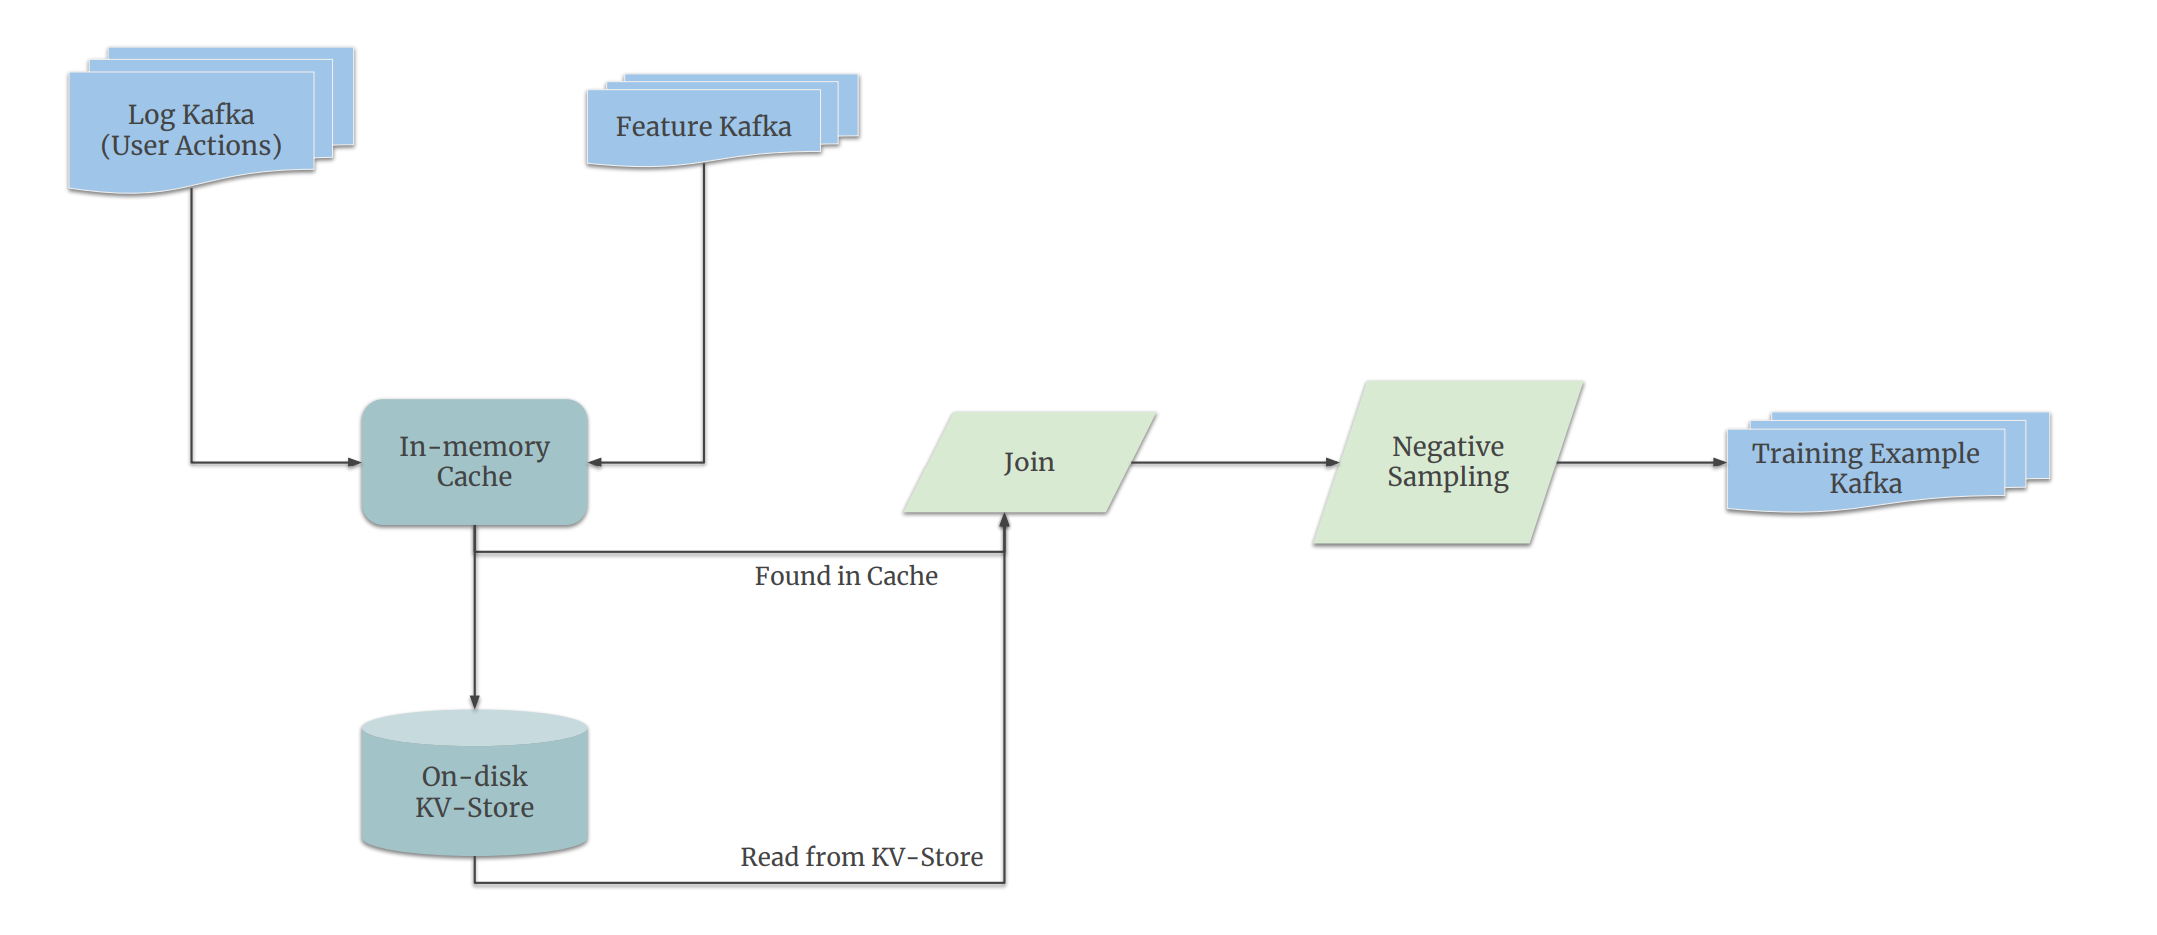 Log Kafka
(User Actions)
Feature Kafka
In-memory
Cache
Join
Negative
Sampling
Training Example
Kafka
Found in Cache
On-disk
KV-Store
Read from KV-Store